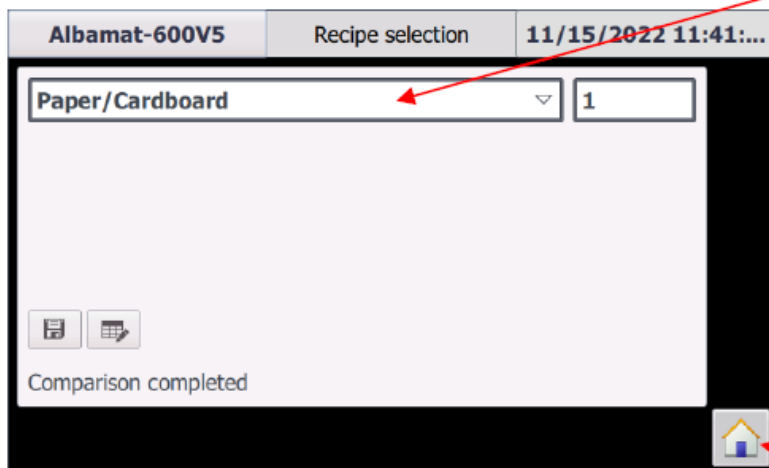 Albamat-600V5 Recipe selection 11/15/2022 11:41:...
Paper/Cardboard 1
Comparison completed